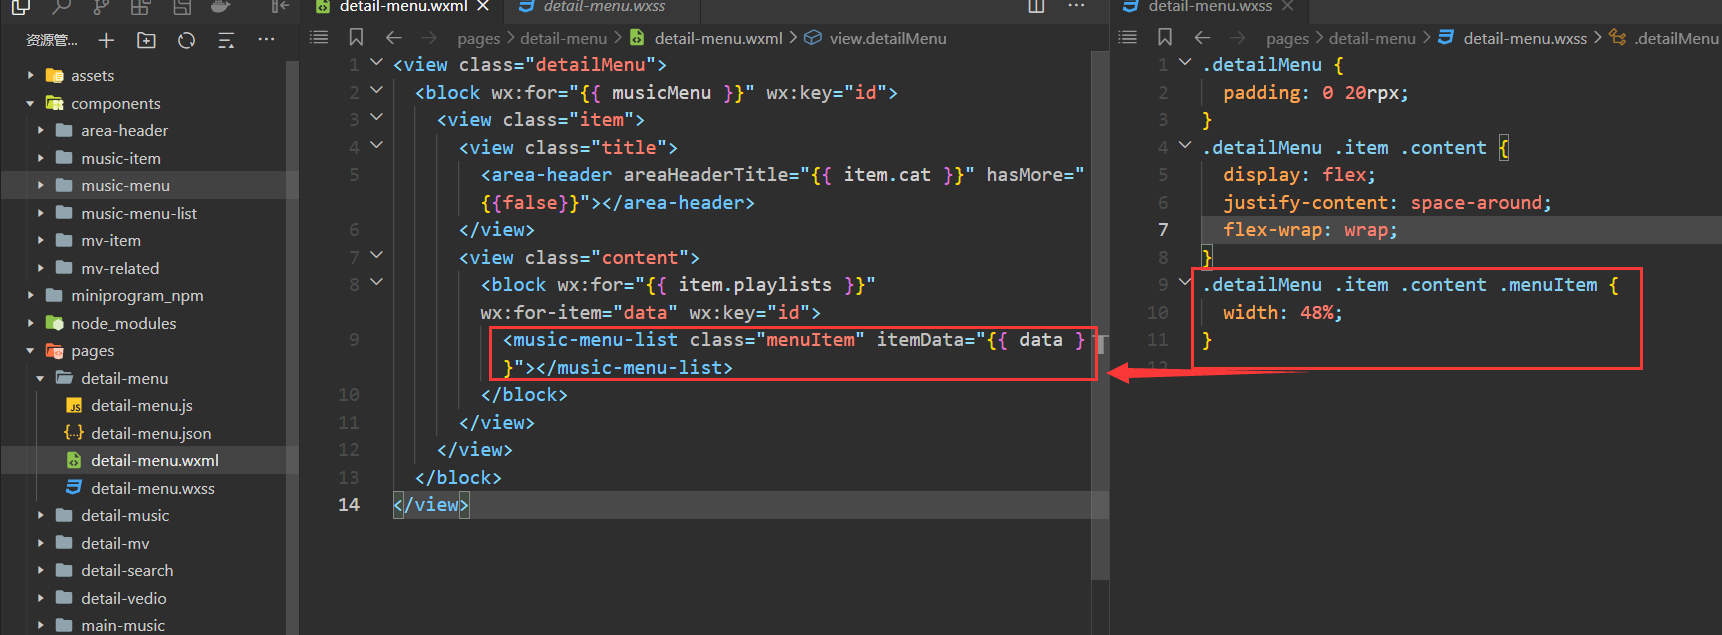 detail-menu.wxml
detail-menu.wxss
detail-menu.wxss
资源管...
pages > detail-menu > detail-menu.wxml > view.detailMenu
pages > detail-menu > detail-menu.wxss > .detailMenu
assets
components
area-header
music-item
music-menu
music-menu-list
mv-item
mv-related
miniprogram_npm
node_modules
pages
detail-menu
detail-menu.js
detail-menu.json
detail-menu.wxml
detail-menu.wxss
detail-music
detail-mv
detail-search
detail-vedio
main-music
1 <view class="detailMenu">
2 <block wx:for="{{ musicMenu }}" wx:key="id">
3 <view class="item">
4 <view class="title">
5 <area-header areaHeaderTitle="{{ item.cat }}" hasMore="
{{false}}"></area-header>
6 </view>
7 <view class="content">
8 <block wx:for="{{ item.playlists }}"
wx:for-item="data" wx:key="id">
9 <music-menu-list class="menuItem" itemData="{{ data }
}"></music-menu-list>
10 </block>
11 </view>
12 </view>
13 </block>
14 </view>
1 .detailMenu {
2 padding: 0 20rpx;
3 }
4 .detailMenu .item .content {
5 display: flex;
6 justify-content: space-around;
7 flex-wrap: wrap;
8 }
9 .detailMenu .item .content .menuItem {
10 width: 48%;
11 }
12